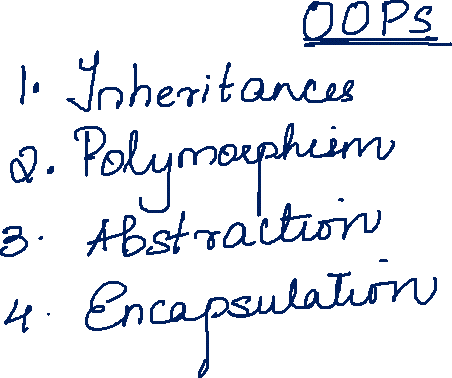 OOPS
1. Inheritances
2. Polymorphism
3. Abstraction
4. Encapsulation